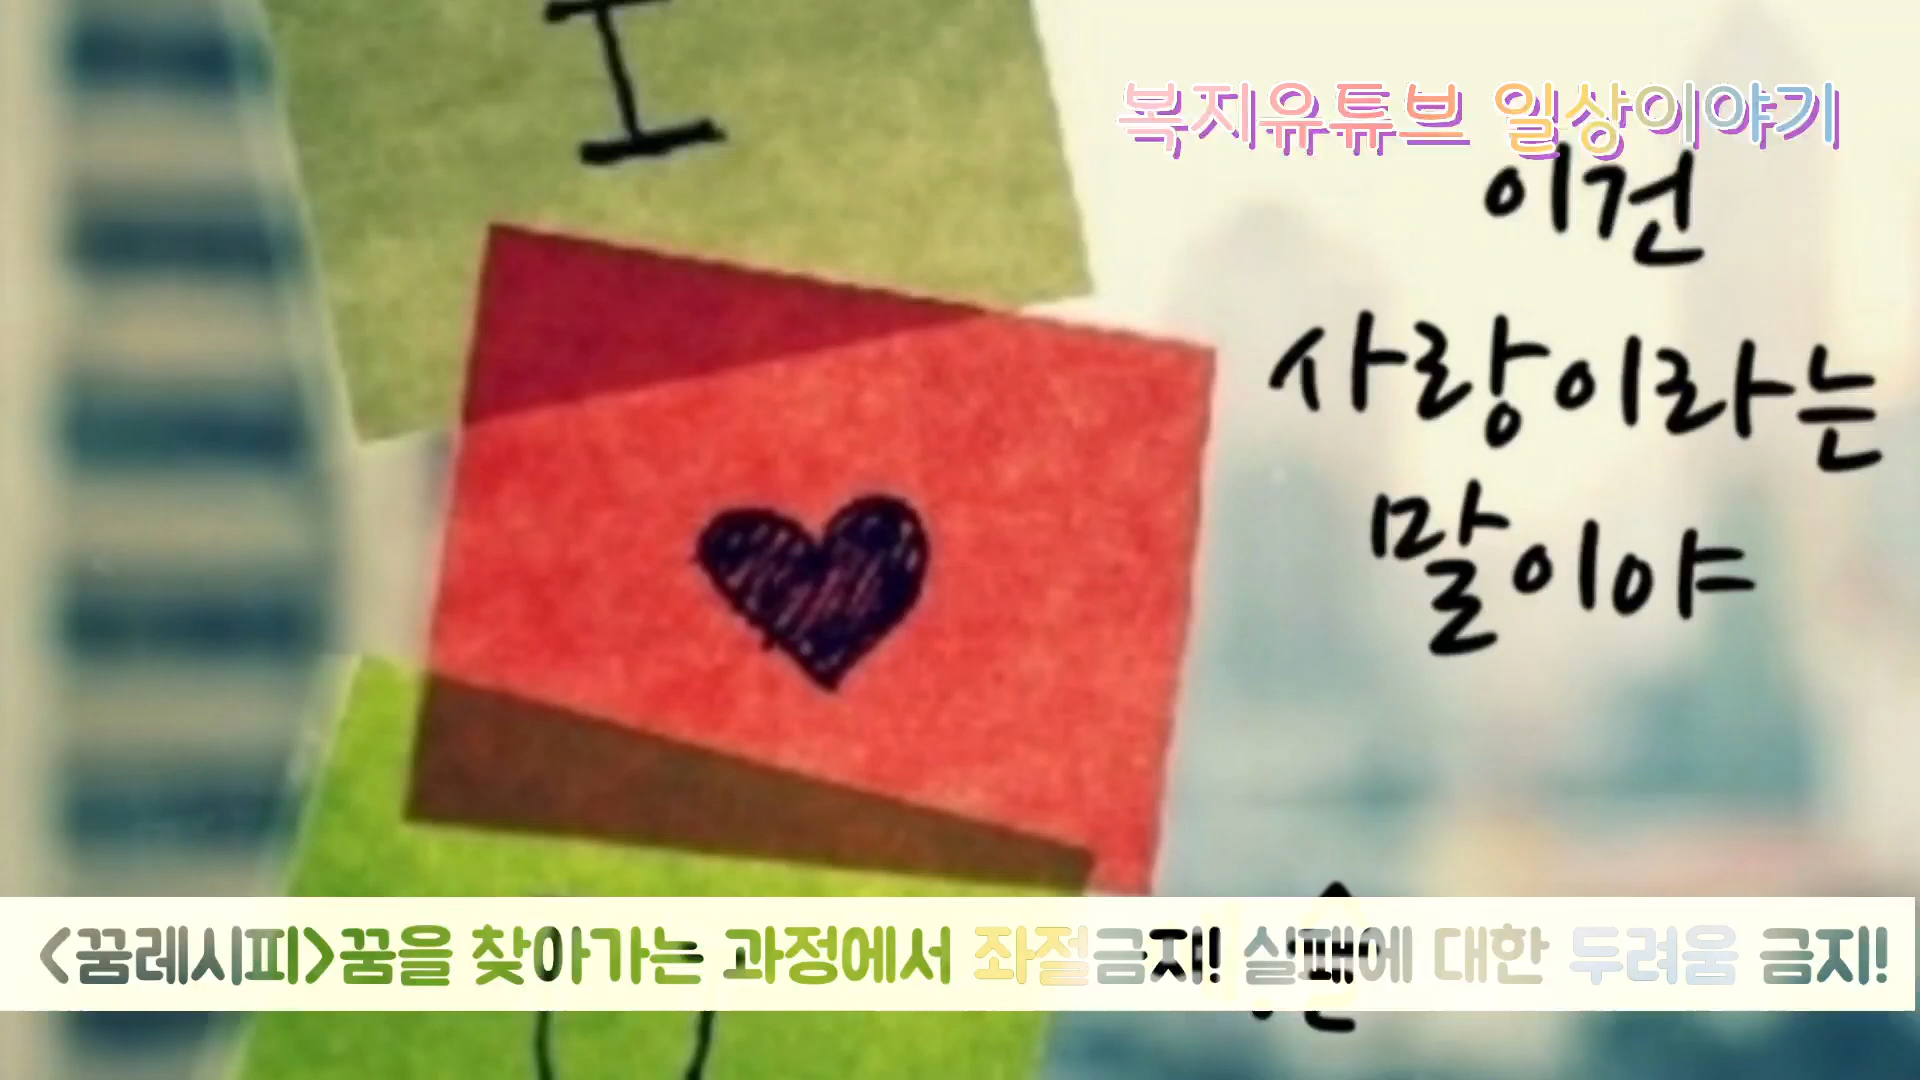 I
복지유튜브 일상이야기
이건
사랑이라는
말이야
<꿈레시피>꿈을 찾아가는 과정에서 좌절금지! 실패에 대한 두려움 금지!